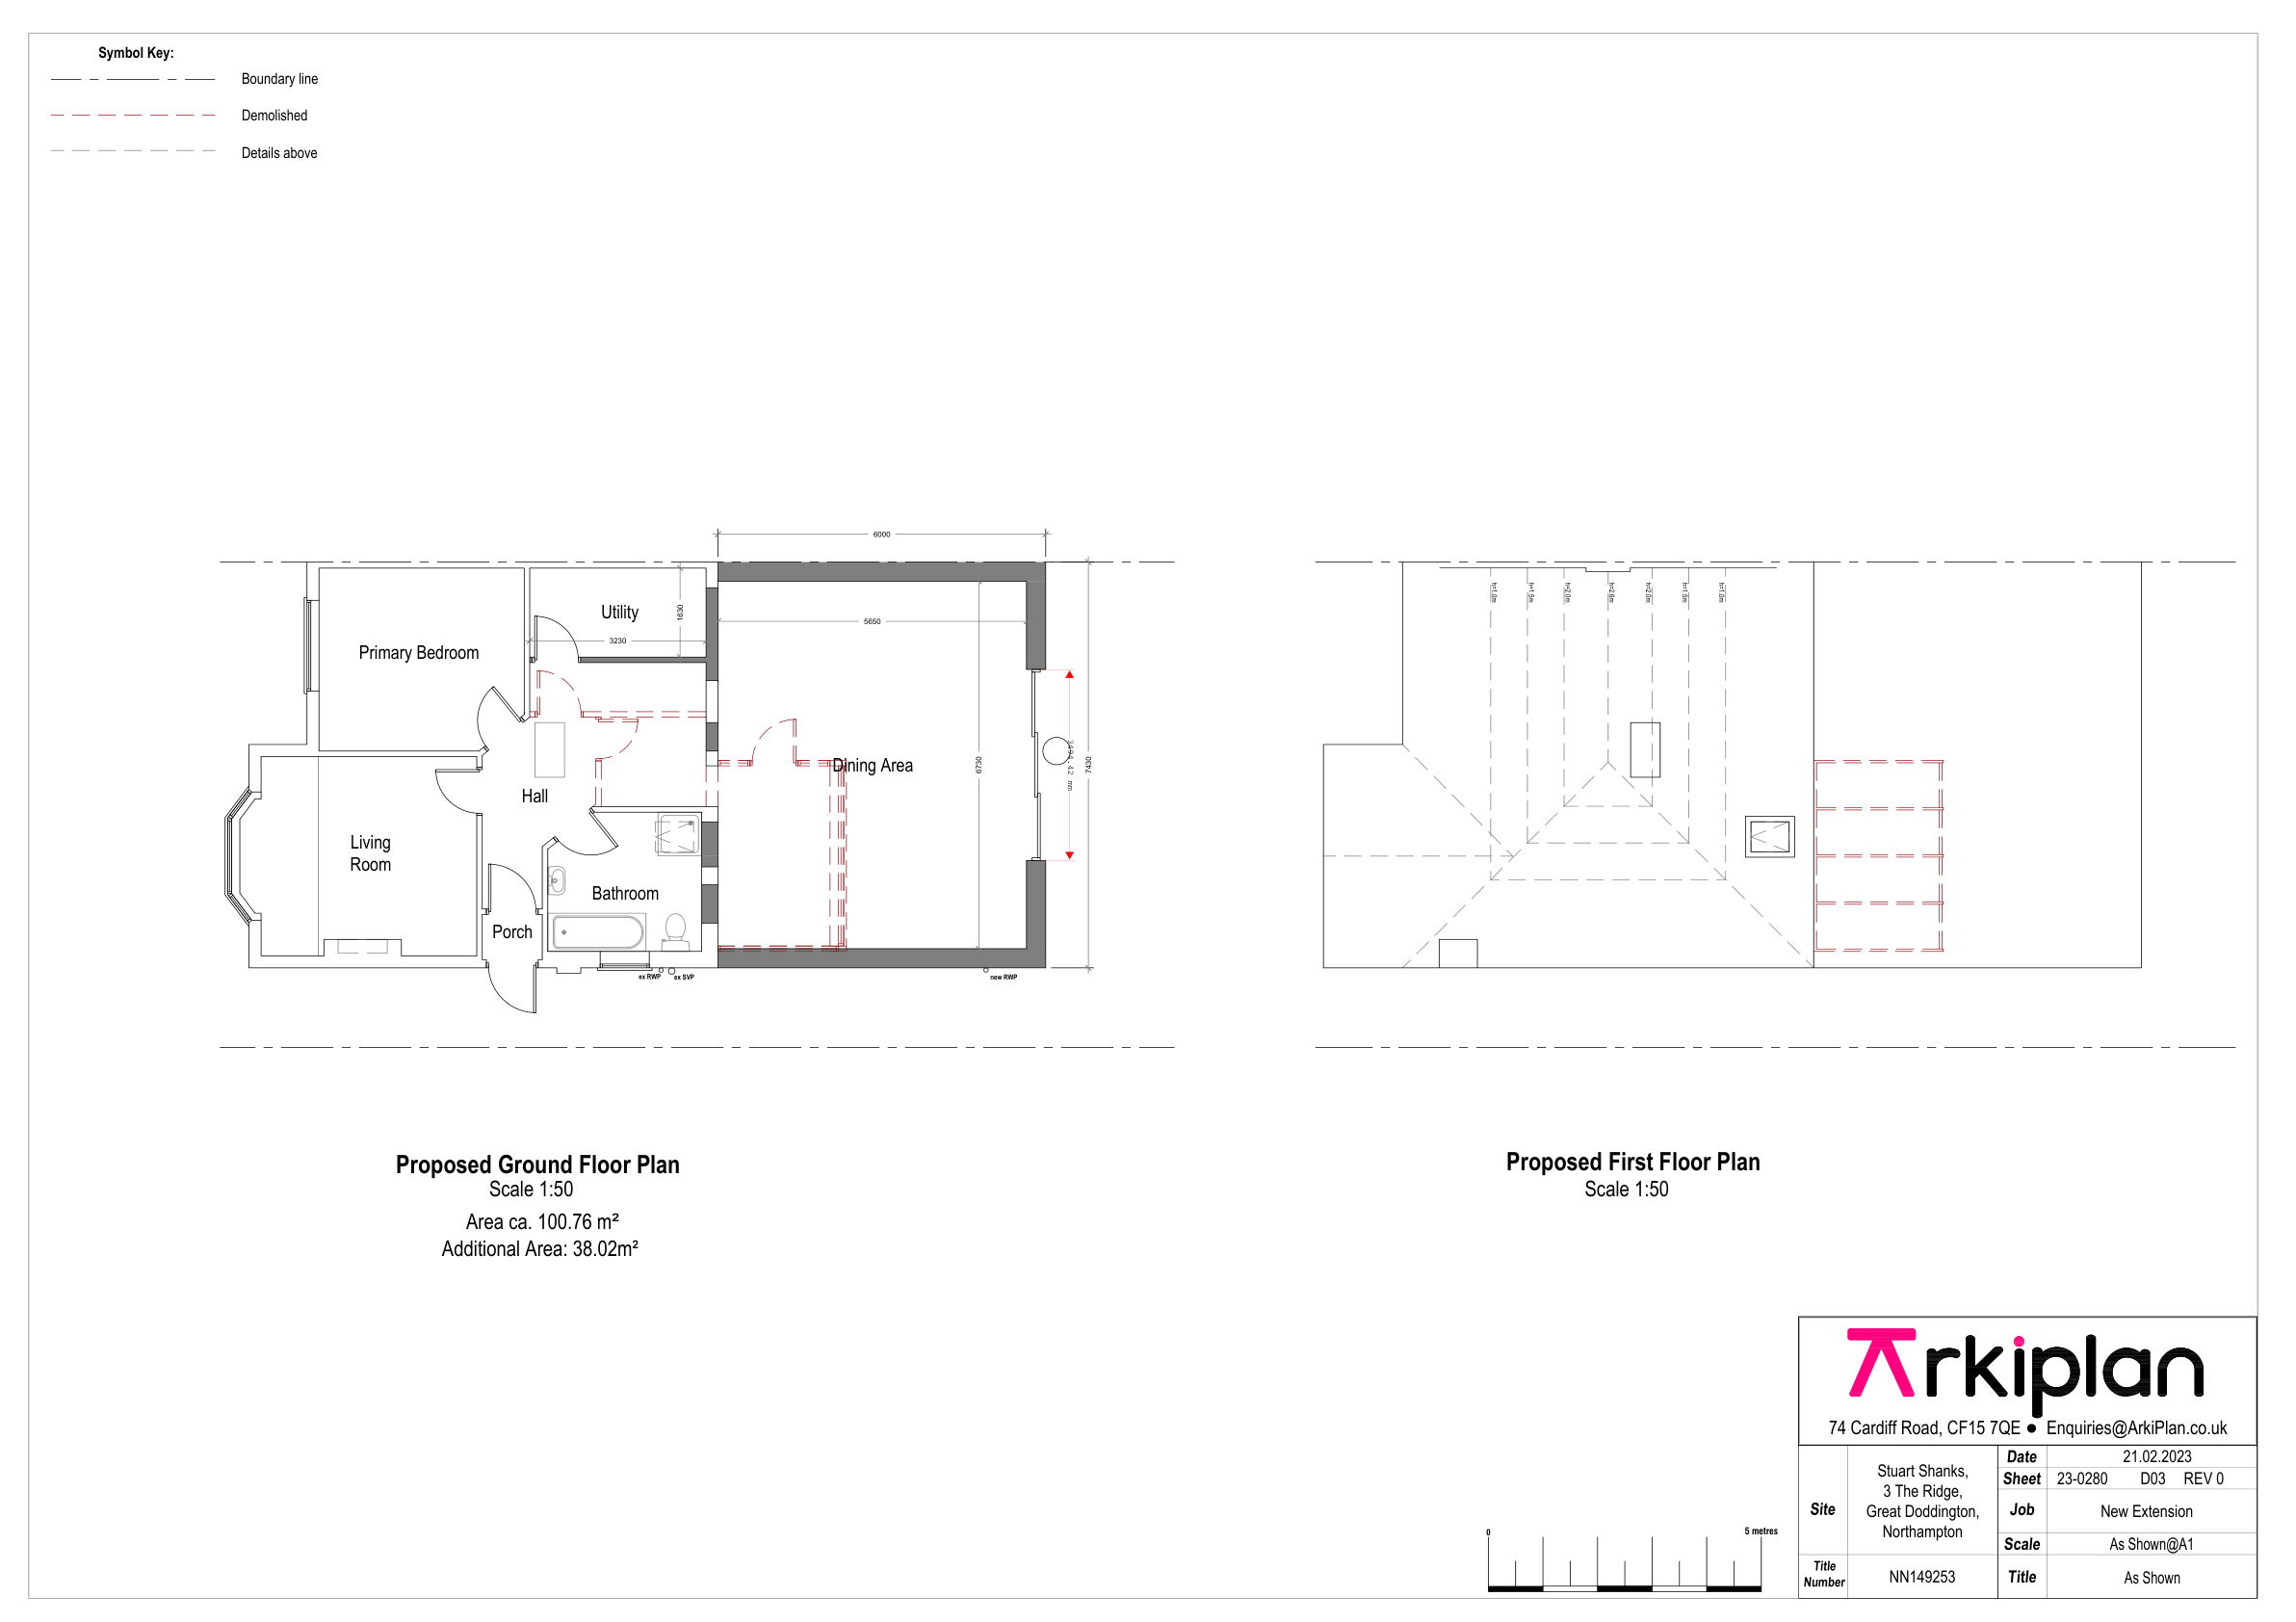 Symbol Key:
Boundary line
Demolished
Details above
6000
Utility
1630
3230
5650
Primary Bedroom
Dining Area
6730
3494.42 mm
7430
Hall
Living
Room
Bathroom
Porch
ex RWP
ex SVP
new RWP
h=1.0m
h=1.5m
h=2.0m
h=2.6m
h=2.0m
h=1.5m
h=1.0m
Proposed Ground Floor Plan
Scale 1:50
Area ca. 100.76 m²
Additional Area: 38.02m²
Proposed First Floor Plan
Scale 1:50
0
5 metres
Arkiplan
74 Cardiff Road, CF15 7QE ● Enquiries@ArkiPlan.co.uk
Site
Stuart Shanks,
3 The Ridge,
Great Doddington,
Northampton
Title
Number
NN149253
Date
21.02.2023
Sheet
23-0280 D03 REV 0
Job
New Extension
Scale
As Shown@A1
Title
As Shown